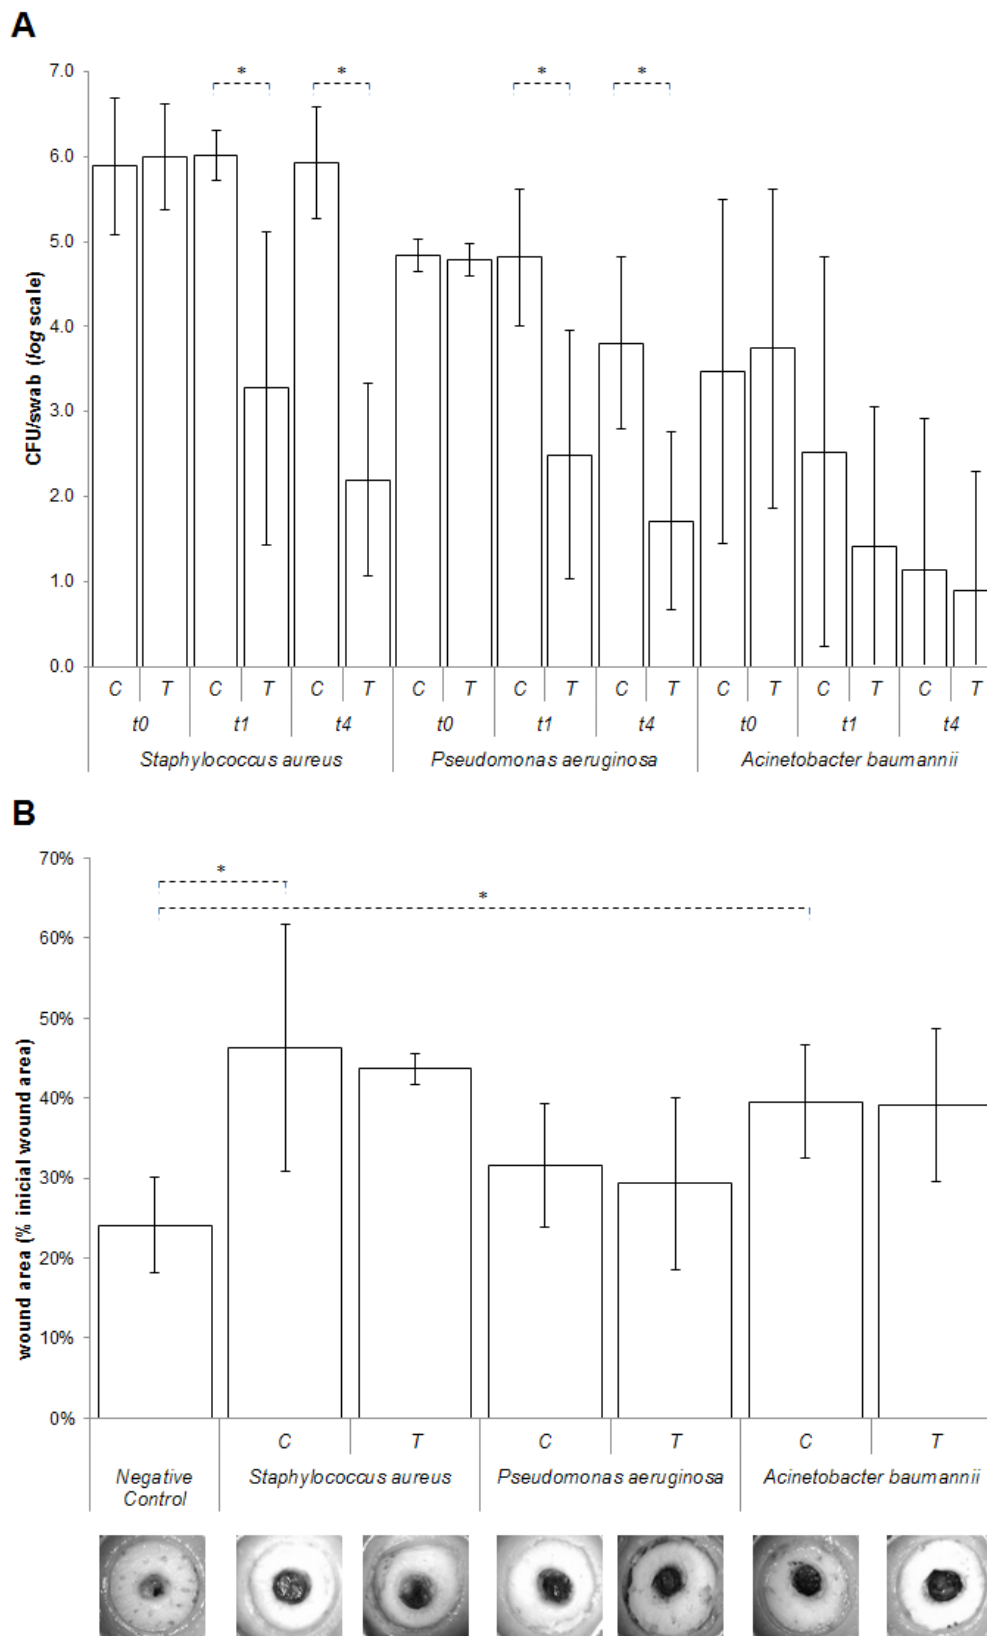 A
7.0
6.0
5.0
4.0
3.0
2.0
1.0
0.0
CFU/swab (log scale)
* * * *
C T C T C T C T C T C T C T C T C T
t0 t1 t4 t0 t1 t4 t0 t1 t4
Staphylococcus aureus Pseudomonas aeruginosa Acinetobacter baumannii
B
70%
60%
50%
40%
30%
20%
10%
0%
wound area (% inicial wound area)
*
*
C T C T C T
Negative Staphylococcus aureus Pseudomonas aeruginosa Acinetobacter baumannii
Control